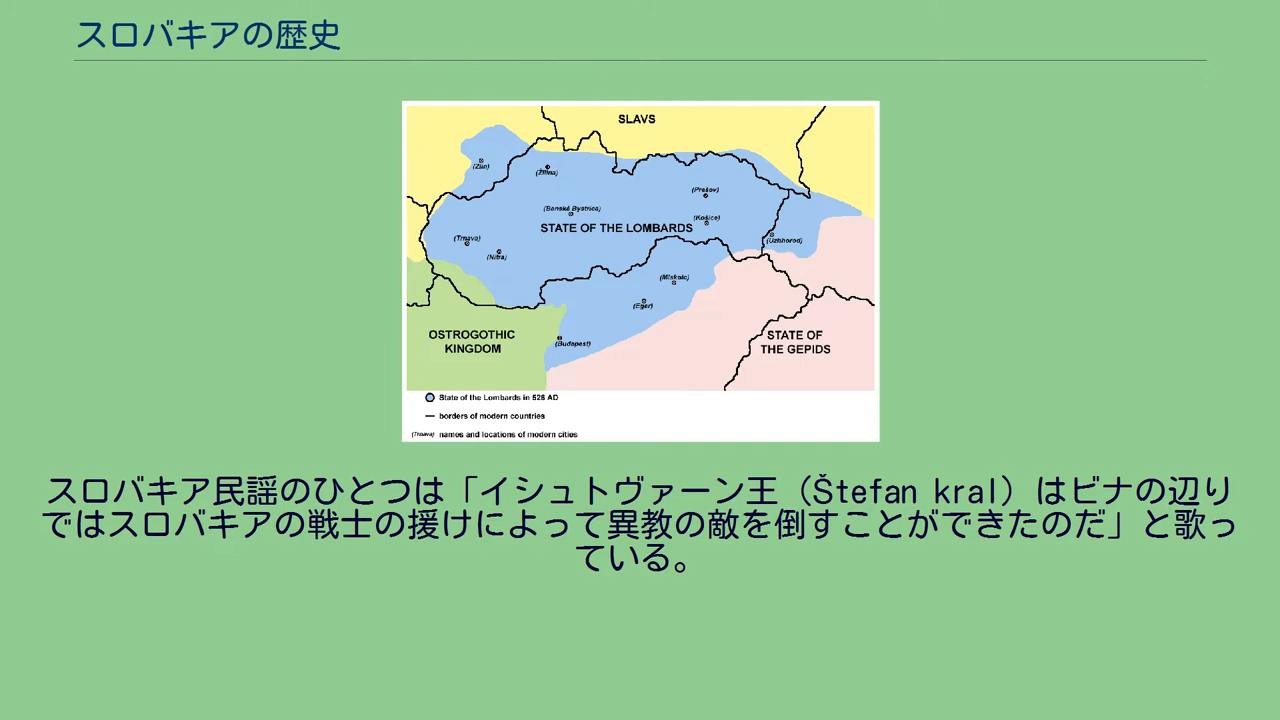 スロバキアの歴史
SLAVS
(Zlín)
(Žilina)
(Prešov)
(Banská Bystrica)
(Košice)
STATE OF THE LOMBARDS
(Trnava)
(Uzhhorod)
(Nitra)
(Miskolc)
(Eger)
OSTROGOTHIC
KINGDOM
STATE OF
THE GEPIDS
(Budapest)
State of the Lombards in 526 AD
borders of modern countries
(Trnava) names and locations of modern cities
スロバキア民謡のひとつは「イシュトヴァーン王（Štefan kral）はビナの辺り
ではスロバキアの戦士の援けによって異教の敵を倒すことができたのだ」と歌っ
ている。